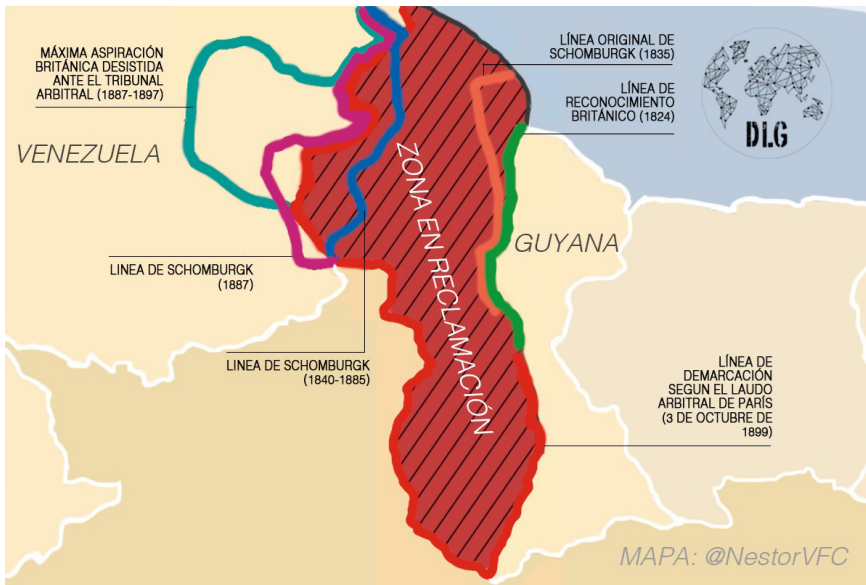 MÁXIMA ASPIRACIÓN
BRITÁNICA DESISTIDA
ANTE EL TRIBUNAL
ARBITRAL (1887-1897)
LÍNEA ORIGINAL DE
SCHOMBURGK (1835)
LÍNEA DE
RECONOCIMIENTO
BRITÁNICO (1824)
DLG
VENEZUELA
ZONA EN RECLAMACIÓN
GUYANA
LINEA DE SCHOMBURGK
(1887)
LINEA DE SCHOMBURGK
(1840-1885)
LÍNEA DE
DEMARCACIÓN
SEGUN EL LAUDO
ARBITRAL DE PARÍS
(3 DE OCTUBRE DE
1899)
MAPA: @NestorVFC